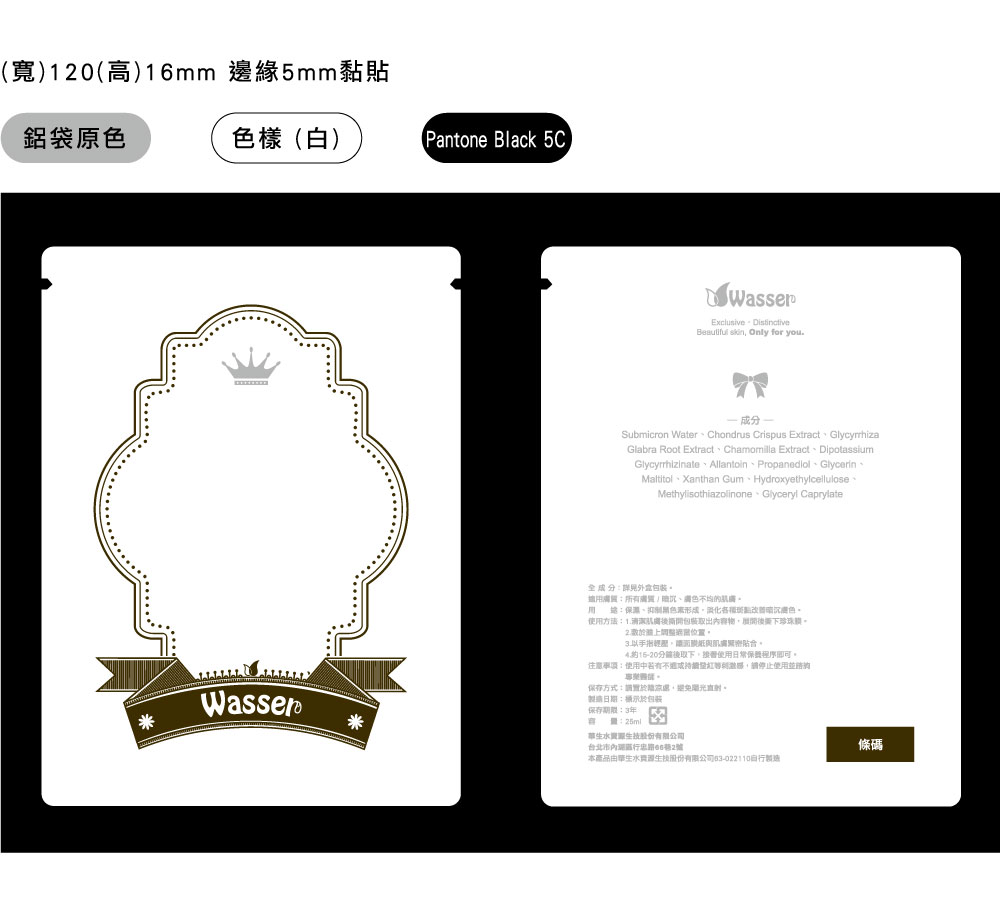 (寬)120(高)16mm 邊緣5mm黏貼
鋁袋原色
色樣 (白)
Pantone Black 5C
Wasser
Wasser
Exclusive、Distinctive
Beautiful skin, Only for you.
— 成分 —
Submicron Water、Chondrus Crispus Extract、Glycyrrhiza
Glabra Root Extract、Chamomilla Extract、Dipotassium
Glycyrrhizinate、Allantoin、Propanediol、Glycerin、
Maltitol、Xanthan Gum、Hydroxyethylcellulose、
Methylisothiazolinone、Glyceryl Caprylate
全 成 分：詳見外盒包裝。
適用膚質：所有膚質 / 暗沉、膚色不均的肌膚。
用 途：保濕、抑制黑色素形成、淡化各種斑點改善暗沉膚色。
使用方法：1.清潔肌膚後撕開包裝取出內容物，展開後撕下珍珠膜。
2.敷於臉上調整適當位置。
3.以手指輕壓，讓面膜紙與肌膚緊密貼合。
4.約15-20分鐘後取下，接著使用日常保養程序即可。
注意事項：使用中若有不適或持續發紅等刺激感，請停止使用並諮詢
專業醫師。
保存方式：請置於陰涼處，避免陽光直射。
製造日期：標示於包裝
保存期限：3年
容 量：25ml
華生水資源生技股份有限公司
台北市內湖區行忠路68巷2號
本產品由華生水資源生技股份有限公司63-022110自行製造
條碼